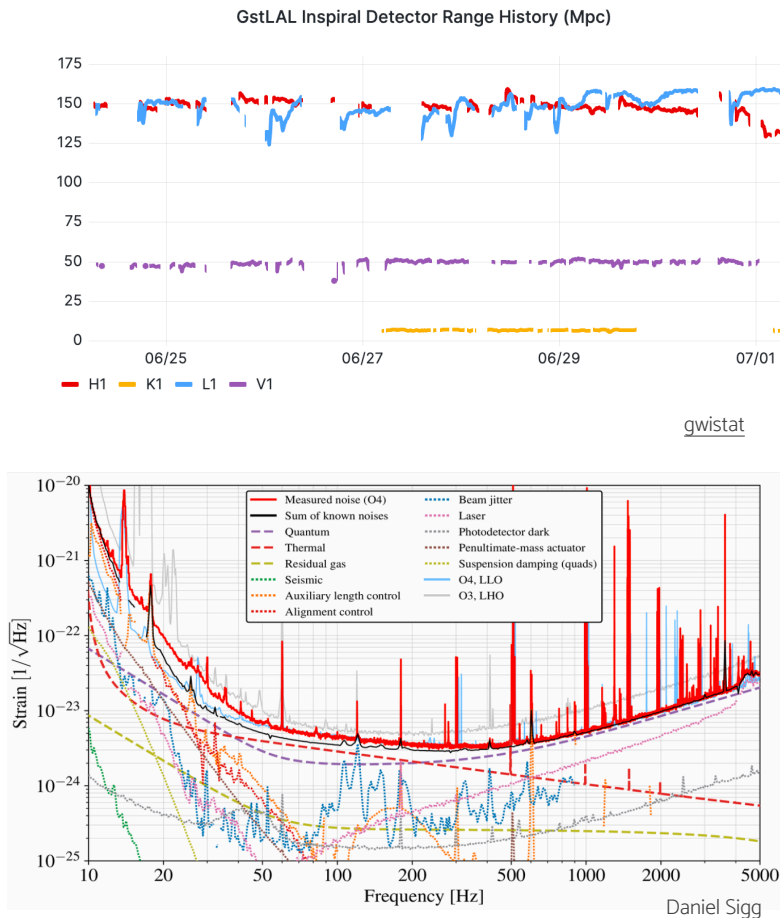 GstLAL Inspiral Detector Range History (Mpc)
175
150
125
100
75
50
25
0
06/25 06/27 06/29 07/01
H1 K1 L1 V1
gwistat
Measured noise (O4)
Sum of known noises
Quantum
Thermal
Residual gas
Seismic
Auxiliary length control
Alignment control
Beam jitter
Laser
Photodetector dark
Penultimate-mass actuator
Suspension damping (quads)
O4, LLO
O3, LHO
Strain [1/√Hz]
10⁻²⁰
10⁻²¹
10⁻²²
10⁻²³
10⁻²⁴
10⁻²⁵
10 20 30 100 200 1000 2000 5000
Frequency [Hz]
Daniel Sigg